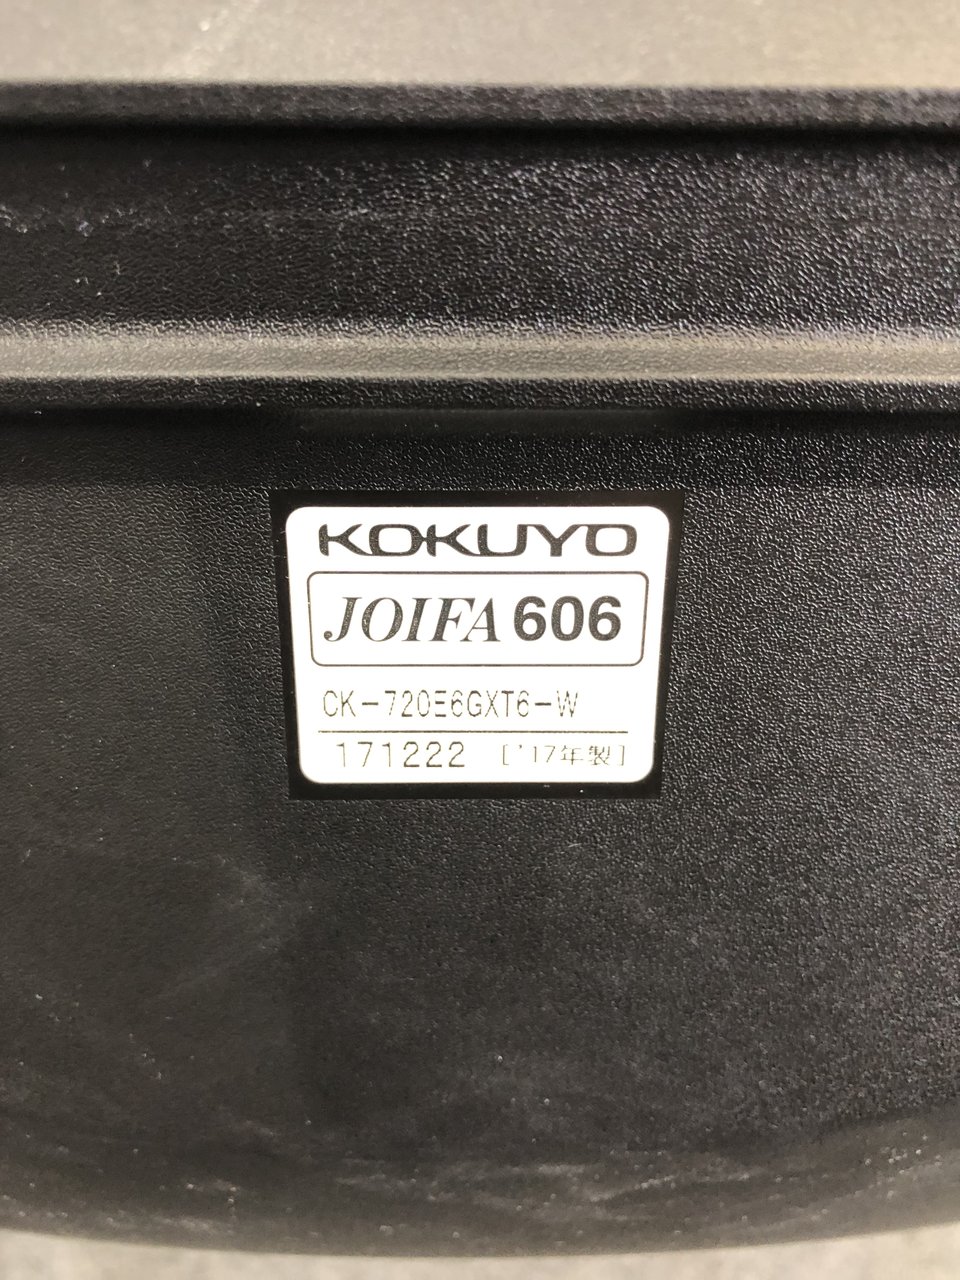 KOKUYO
JOIFA 606
CK-720E6GXT6-W
171222 ['17年製]